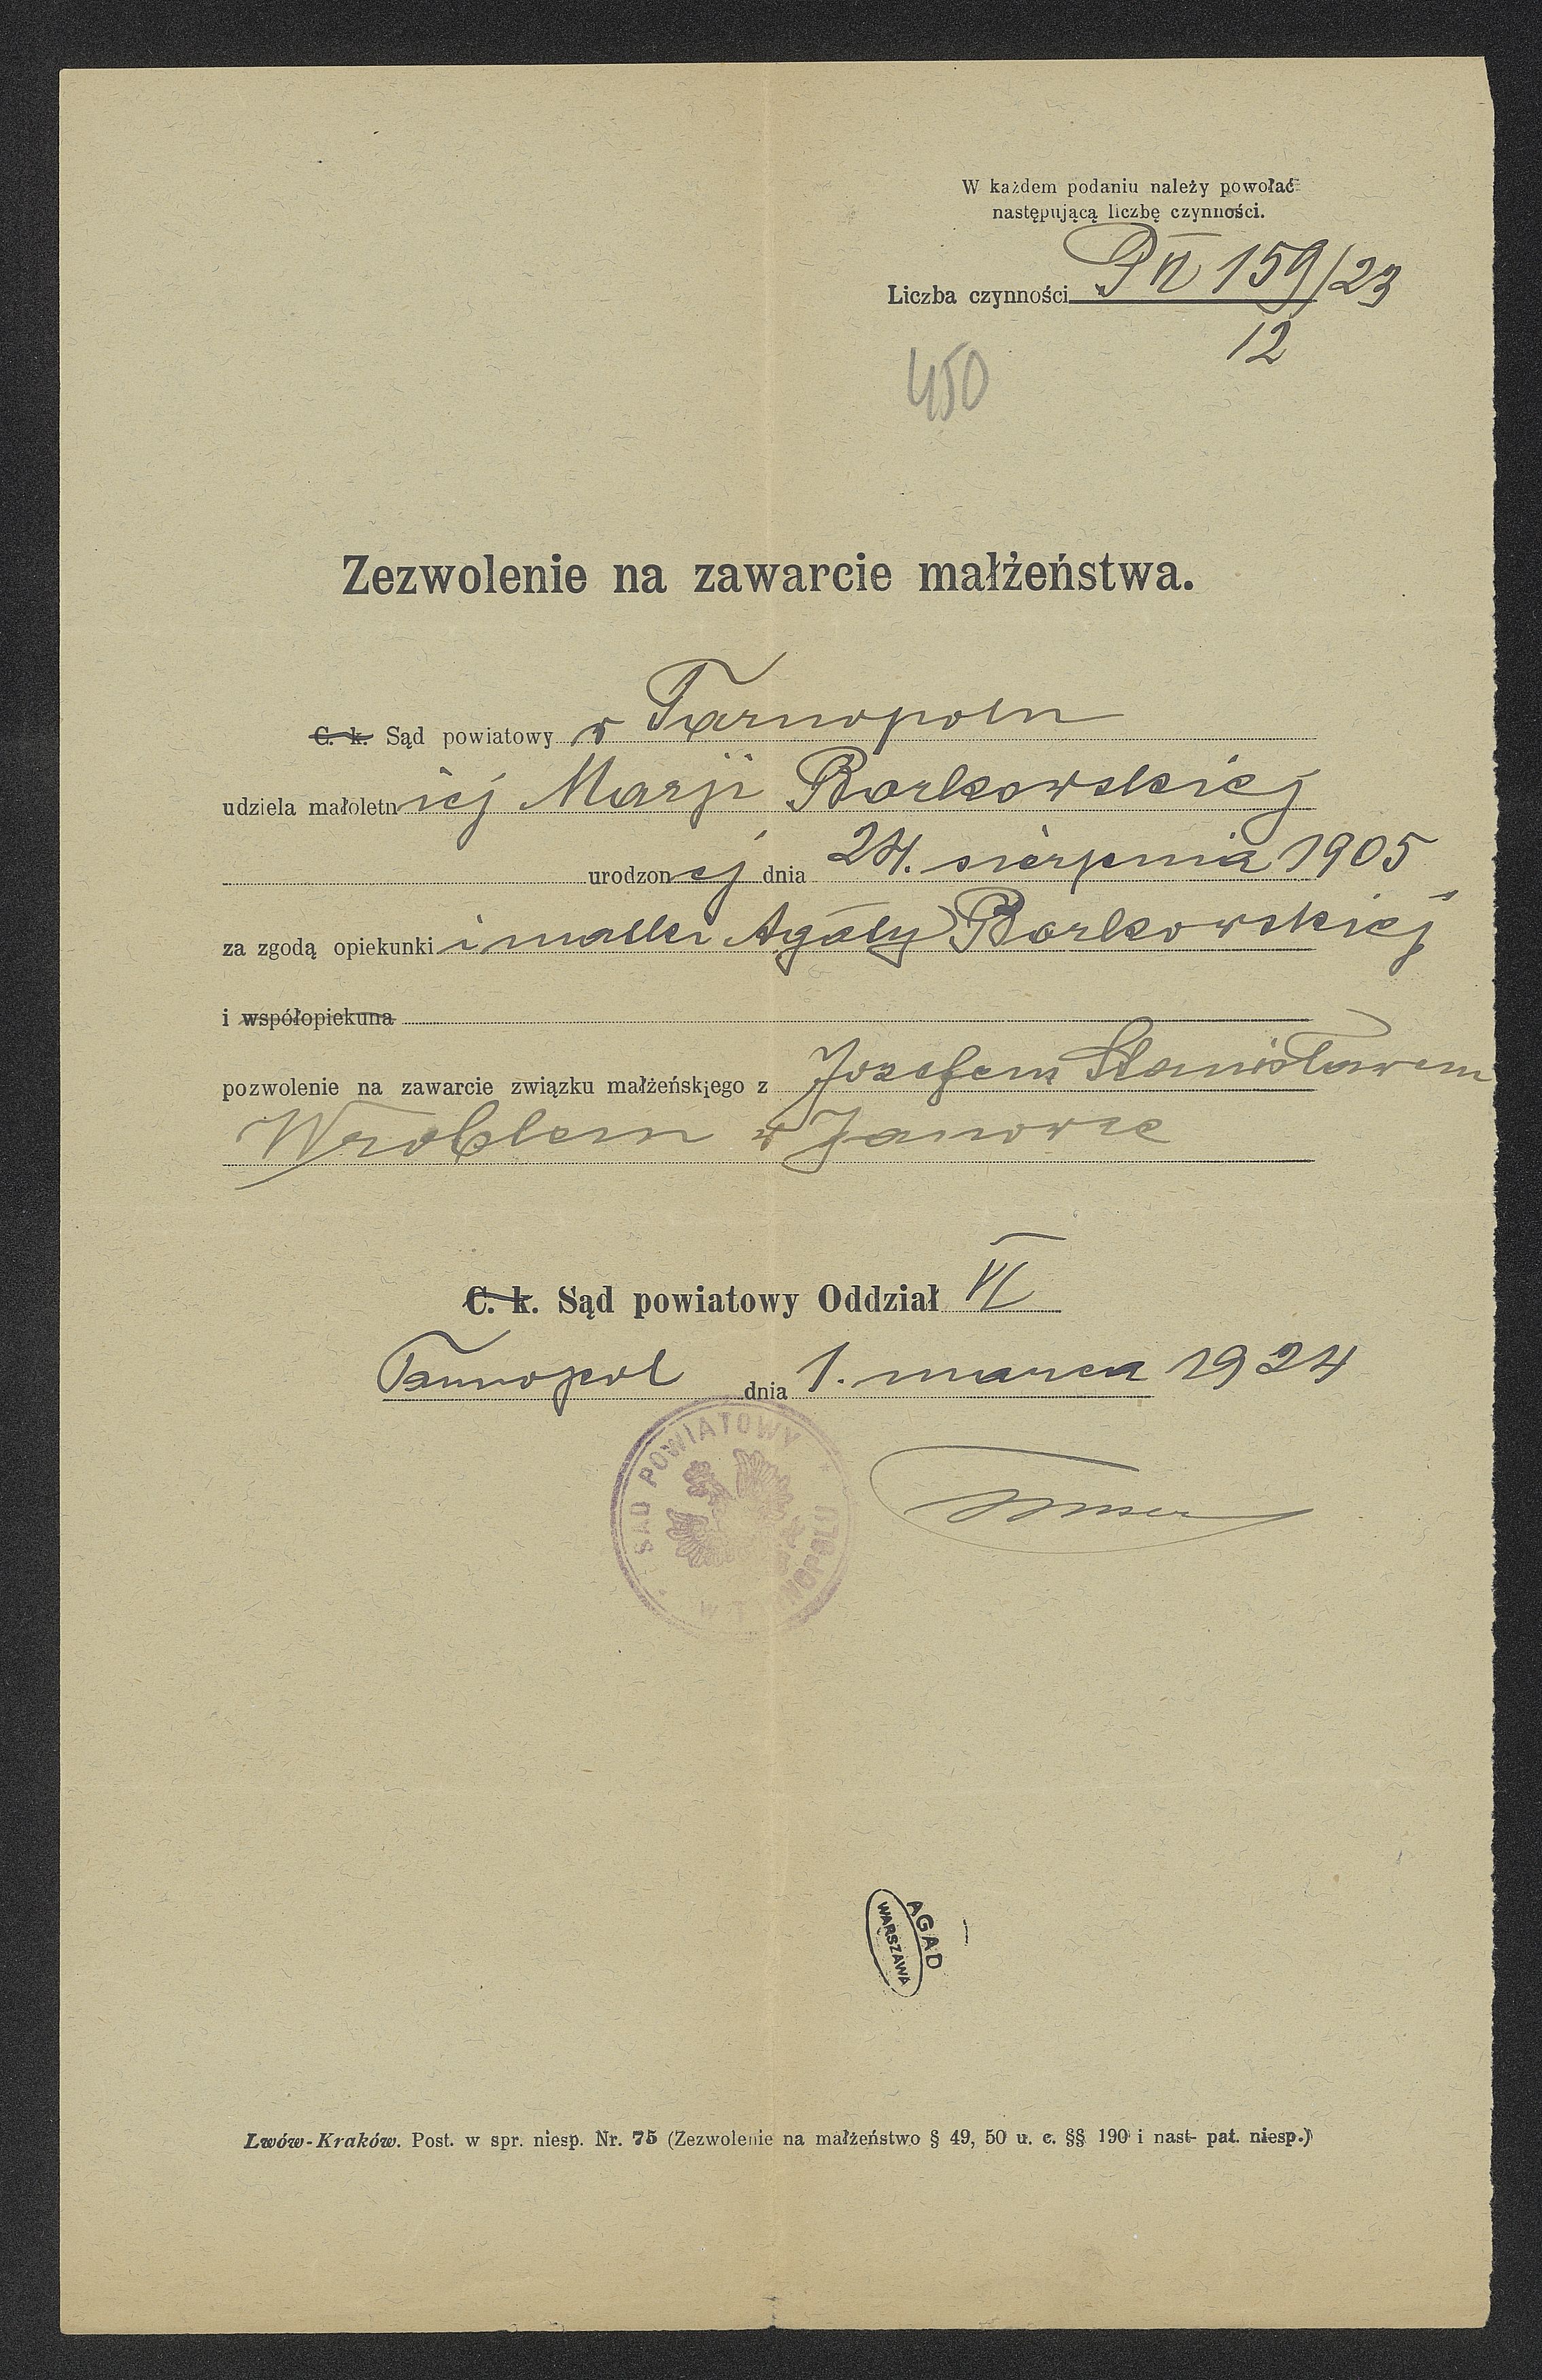 W każdem podaniu należy powołać
następującą liczbę czynności.
Liczba czynności P VI 159/23
12
450
Zezwolenie na zawarcie małżeństwa.
C. k. Sąd powiatowy w Tarnopolu
udziela małoletniej Marji Borkowskiej
urodzonej dnia 24. sierpnia 1905
za zgodą opiekunki i matki Agaty Borkowskiej
i współopiekuna
pozwolenie na zawarcie związku małżeńskiego z Józefem Stanisławem
Wróblem w Janowie
C. k. Sąd powiatowy Oddział VI
Tarnopol dnia 1. marca 1924
SĄD POWIATOWY
W TARNOPOLU
AGAD
WARSZAWA
Lwów-Kraków. Post. w spr. niesp. Nr. 75 (Zezwolenie na małżeństwo § 49, 50 u. c. §§ 190 i nast. pat. niesp.)